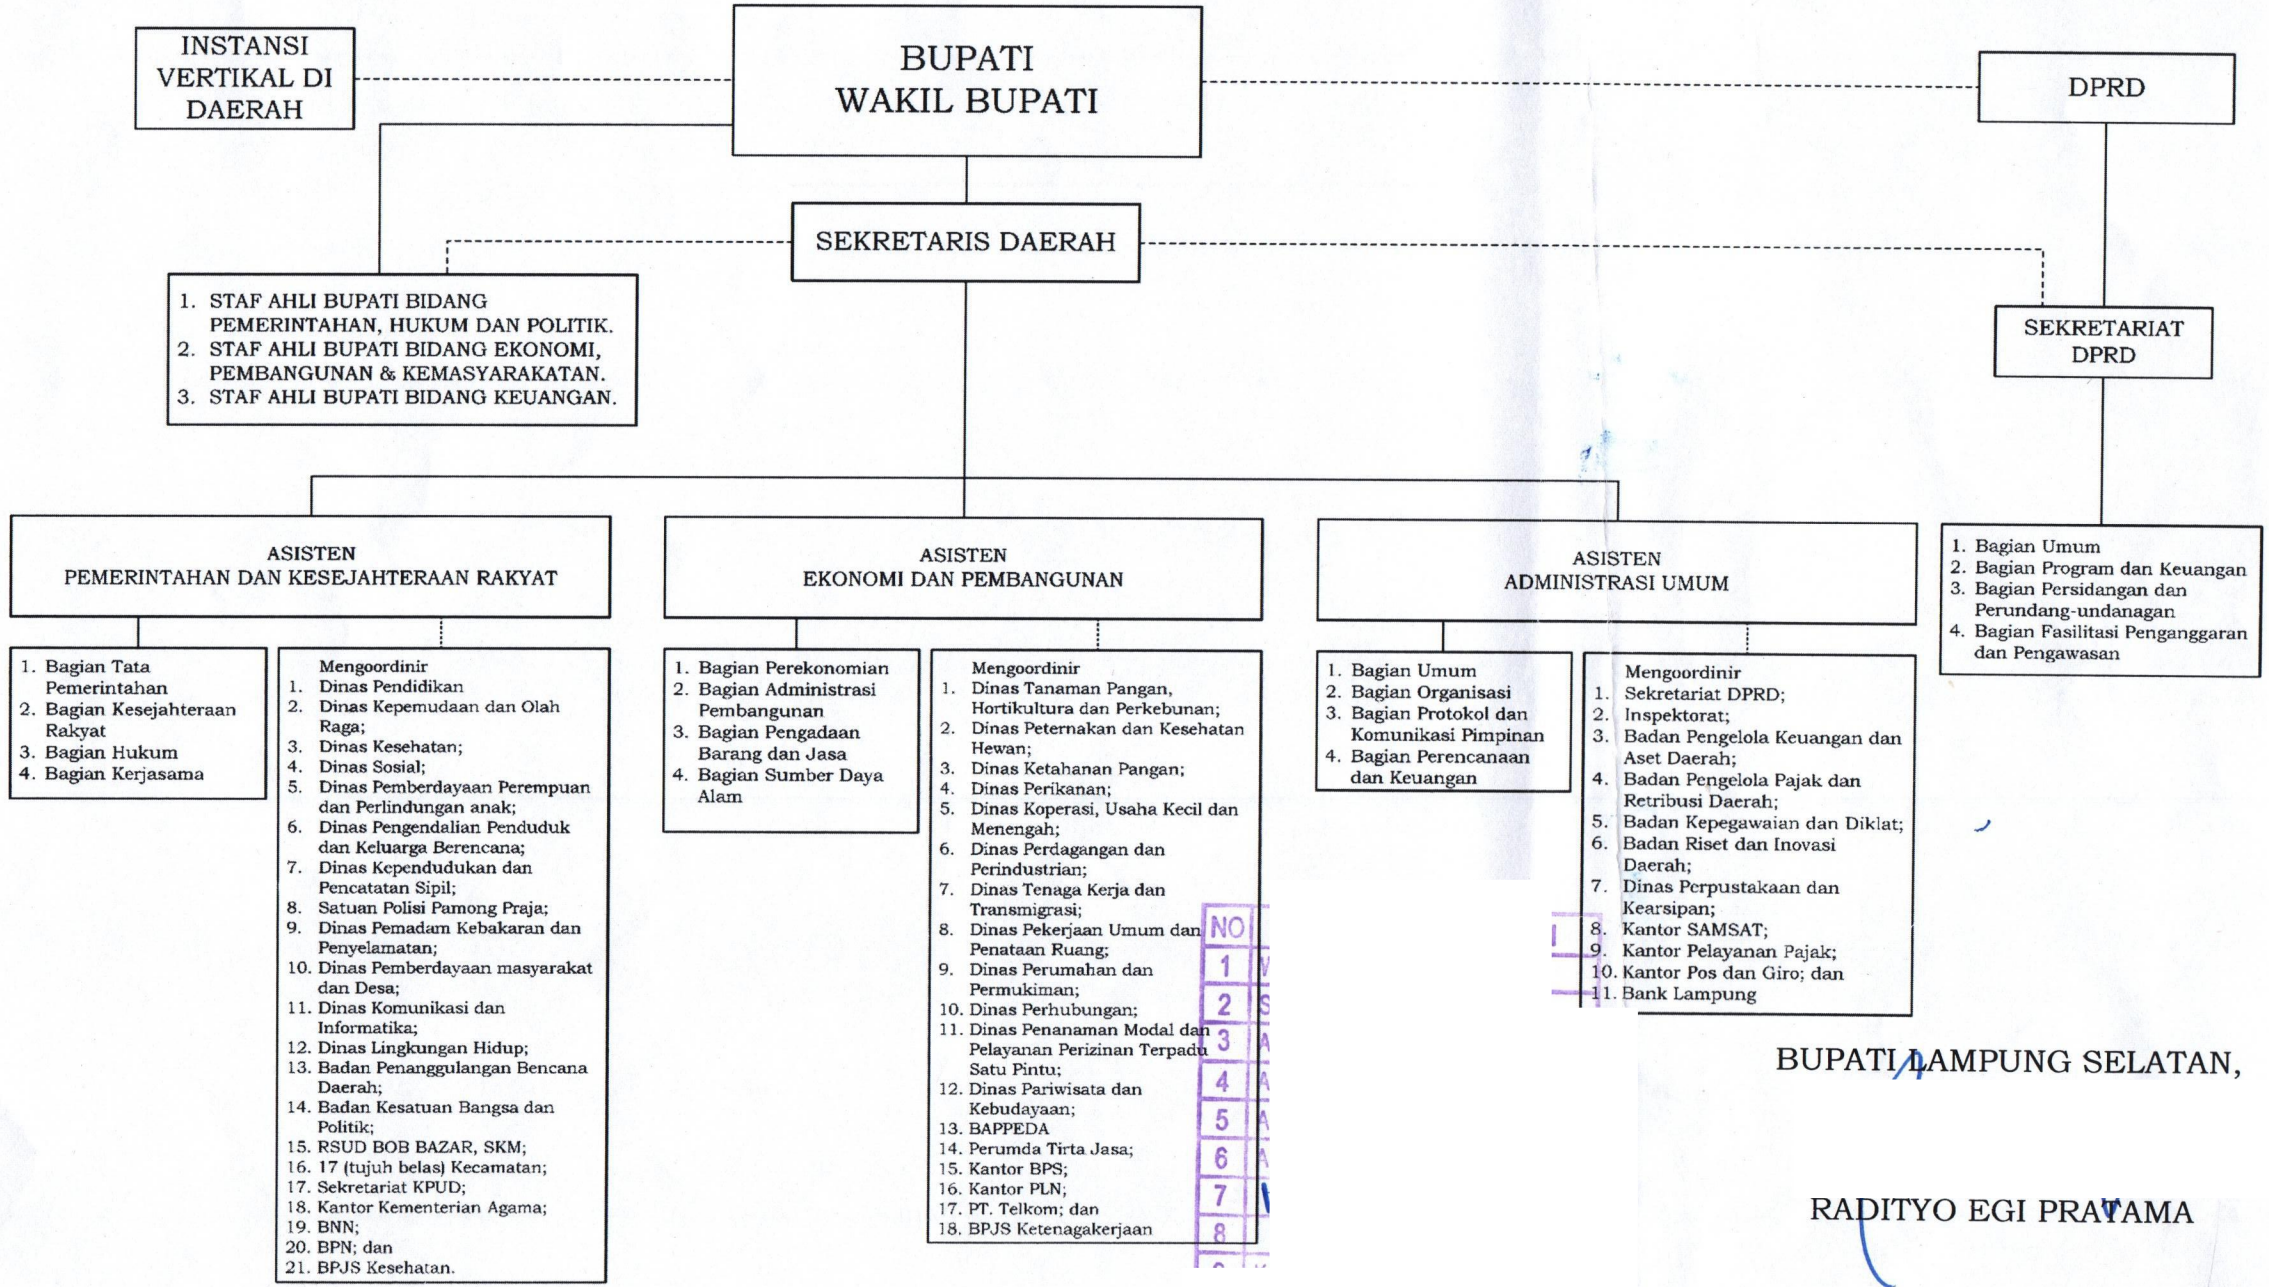 INSTANSI
VERTIKAL DI
DAERAH
BUPATI
WAKIL BUPATI
DPRD
SEKRETARIS DAERAH
1. STAF AHLI BUPATI BIDANG
PEMERINTAHAN, HUKUM DAN POLITIK.
2. STAF AHLI BUPATI BIDANG EKONOMI,
PEMBANGUNAN & KEMASYARAKATAN.
3. STAF AHLI BUPATI BIDANG KEUANGAN.
SEKRETARIAT
DPRD
ASISTEN
PEMERINTAHAN DAN KESEJAHTERAAN RAKYAT
ASISTEN
EKONOMI DAN PEMBANGUNAN
ASISTEN
ADMINISTRASI UMUM
1. Bagian Umum
2. Bagian Program dan Keuangan
3. Bagian Persidangan dan
Perundang-undanagan
4. Bagian Fasilitasi Penganggaran
dan Pengawasan
1. Bagian Tata
Pemerintahan
2. Bagian Kesejahteraan
Rakyat
3. Bagian Hukum
4. Bagian Kerjasama
Mengoordinir
1. Dinas Pendidikan
2. Dinas Kepemudaan dan Olah
Raga;
3. Dinas Kesehatan;
4. Dinas Sosial;
5. Dinas Pemberdayaan Perempuan
dan Perlindungan anak;
6. Dinas Pengendalian Penduduk
dan Keluarga Berencana;
7. Dinas Kependudukan dan
Pencatatan Sipil;
8. Satuan Polisi Pamong Praja;
9. Dinas Pemadam Kebakaran dan
Penyelamatan;
10. Dinas Pemberdayaan masyarakat
dan Desa;
11. Dinas Komunikasi dan
Informatika;
12. Dinas Lingkungan Hidup;
13. Badan Penanggulangan Bencana
Daerah;
14. Badan Kesatuan Bangsa dan
Politik;
15. RSUD BOB BAZAR, SKM;
16. 17 (tujuh belas) Kecamatan;
17. Sekretariat KPUD;
18. Kantor Kementerian Agama;
19. BNN;
20. BPN; dan
21. BPJS Kesehatan.
1. Bagian Perekonomian
2. Bagian Administrasi
Pembangunan
3. Bagian Pengadaan
Barang dan Jasa
4. Bagian Sumber Daya
Alam
Mengoordinir
1. Dinas Tanaman Pangan,
Hortikultura dan Perkebunan;
2. Dinas Peternakan dan Kesehatan
Hewan;
3. Dinas Ketahanan Pangan;
4. Dinas Perikanan;
5. Dinas Koperasi, Usaha Kecil dan
Menengah;
6. Dinas Perdagangan dan
Perindustrian;
7. Dinas Tenaga Kerja dan
Transmigrasi;
8. Dinas Pekerjaan Umum dan
Penataan Ruang;
9. Dinas Perumahan dan
Permukiman;
10. Dinas Perhubungan;
11. Dinas Penanaman Modal dan
Pelayanan Perizinan Terpadu
Satu Pintu;
12. Dinas Pariwisata dan
Kebudayaan;
13. BAPPEDA
14. Perumda Tirta Jasa;
15. Kantor BPS;
16. Kantor PLN;
17. PT. Telkom; dan
18. BPJS Ketenagakerjaan
NO
1
2
3
4
5
6
7
8
1. Bagian Umum
2. Bagian Organisasi
3. Bagian Protokol dan
Komunikasi Pimpinan
4. Bagian Perencanaan
dan Keuangan
Mengoordinir
1. Sekretariat DPRD;
2. Inspektorat;
3. Badan Pengelola Keuangan dan
Aset Daerah;
4. Badan Pengelola Pajak dan
Retribusi Daerah;
5. Badan Kepegawaian dan Diklat;
6. Badan Riset dan Inovasi
Daerah;
7. Dinas Perpustakaan dan
Kearsipan;
8. Kantor SAMSAT;
9. Kantor Pelayanan Pajak;
10. Kantor Pos dan Giro; dan
11. Bank Lampung
BUPATI LAMPUNG SELATAN,
RADITYO EGI PRATAMA